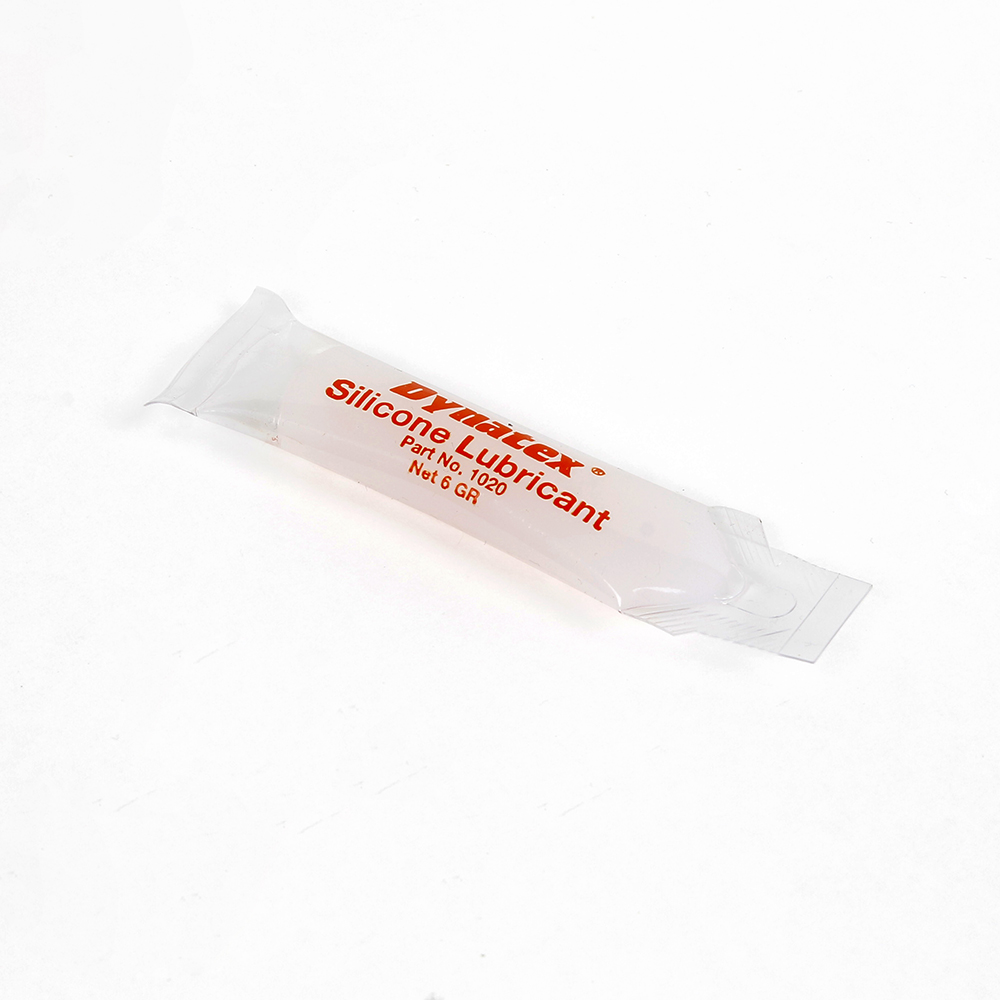 Dynatex®
Silicone Lubricant
Part No. 1020
Net 6 GR